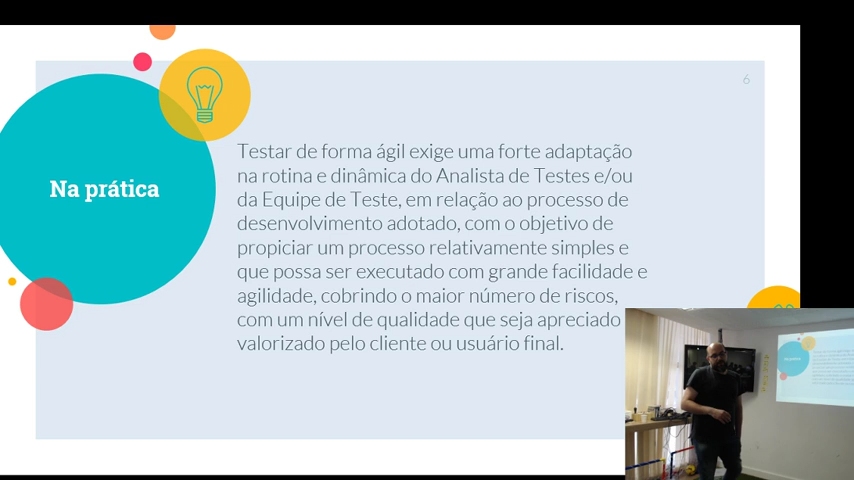 6
Na prática
Testar de forma ágil exige uma forte adaptação
na rotina e dinâmica do Analista de Testes e/ou
da Equipe de Teste, em relação ao processo de
desenvolvimento adotado, com o objetivo de
propiciar um processo relativamente simples e
que possa ser executado com grande facilidade e
agilidade, cobrindo o maior número de riscos,
com um nível de qualidade que seja apreciado
valorizado pelo cliente ou usuário final.